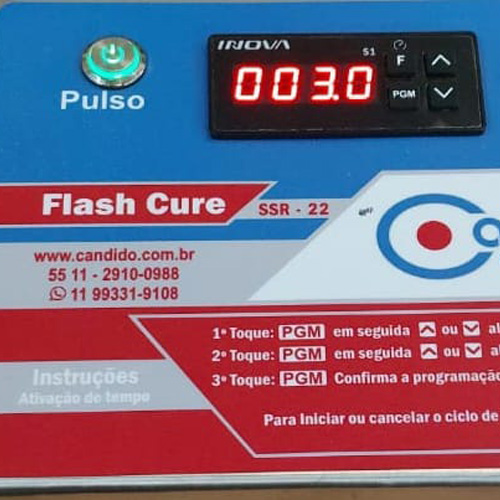 INOVA
S1
F
003.0
PGM
Pulso
Flash Cure
SSR - 22
www.candido.com.br
55 11 - 2910-0988
11 99331-9108
1º Toque: PGM em seguida ou
2º Toque: PGM em seguida ou
3º Toque: PGM Confirma a programação
Instruções
Ativação de tempo
Para Iniciar ou cancelar o ciclo de